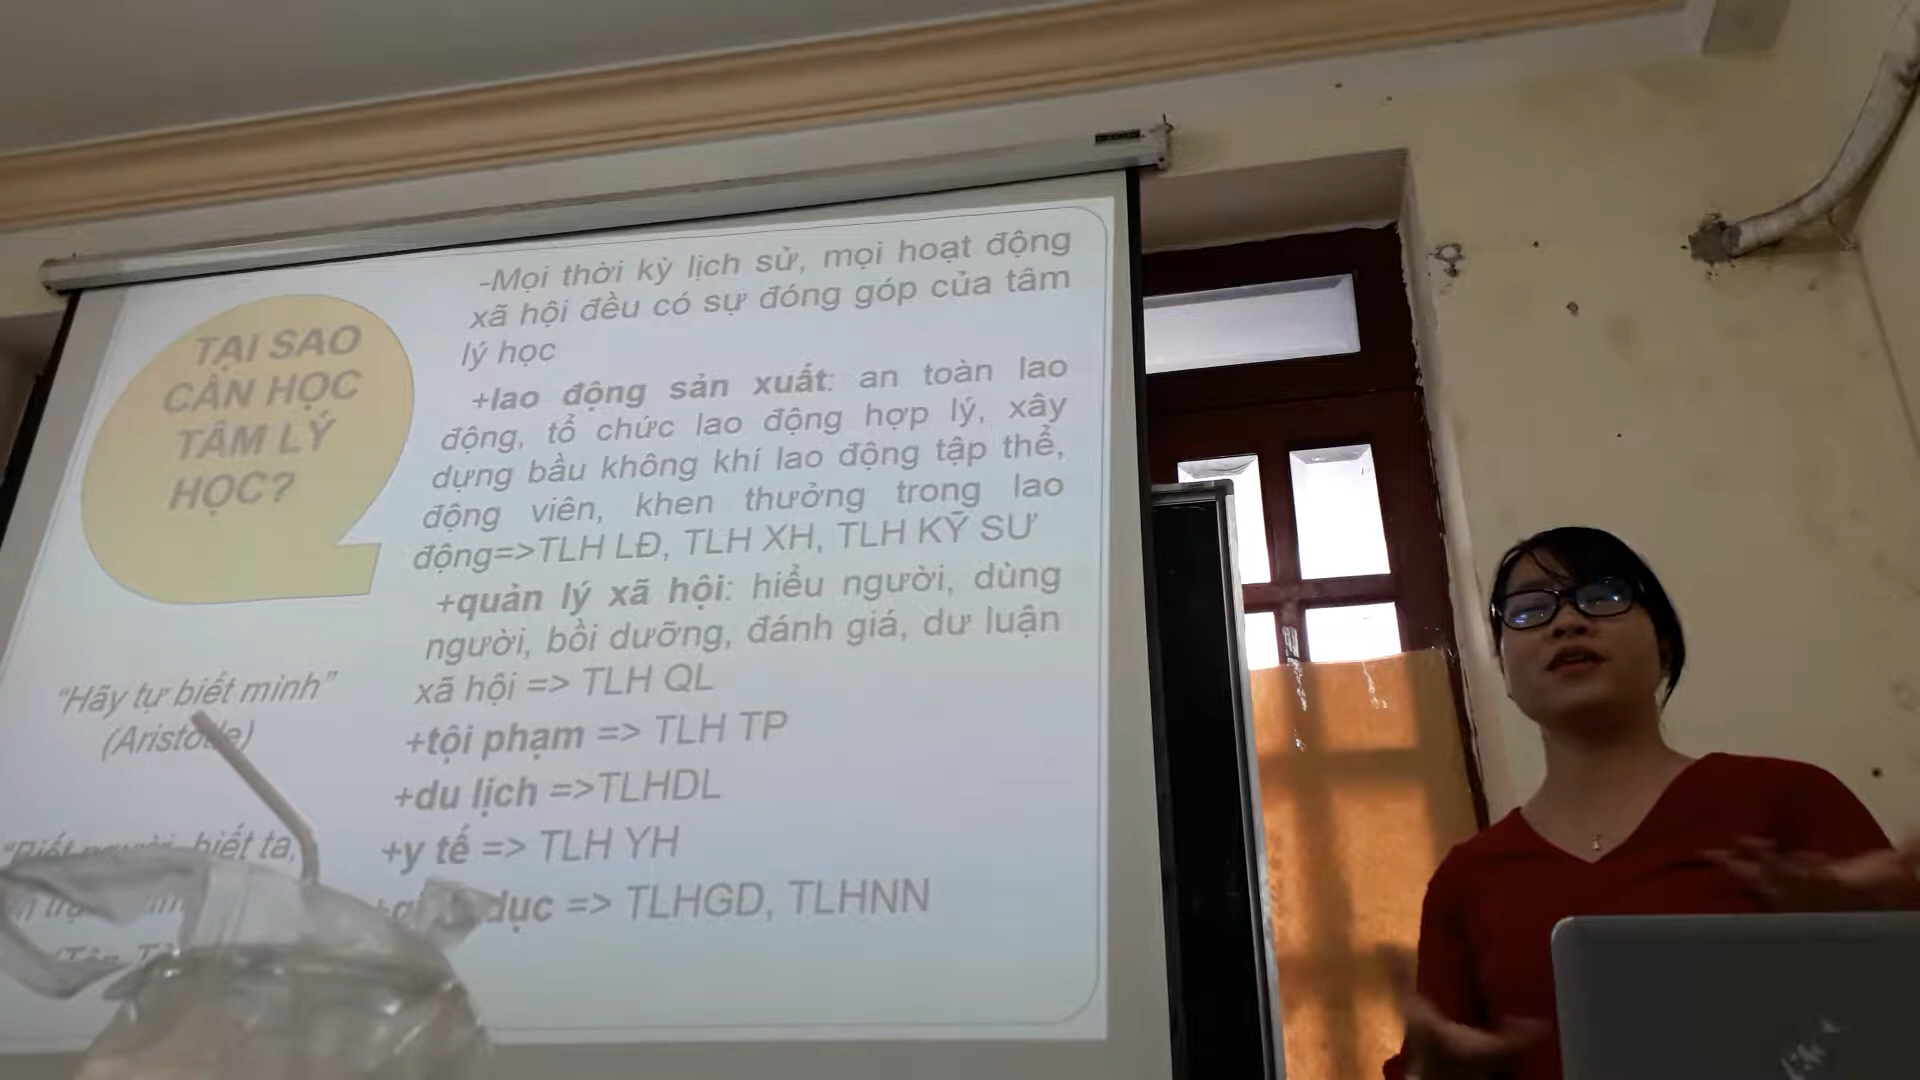 TẠI SAO
CẦN HỌC
TÂM LÝ
HỌC?
“Hãy tự biết mình”
(Aristotle)
biết ta,
-Mọi thời kỳ lịch sử, mọi hoạt động
xã hội đều có sự đóng góp của tâm
lý học
+lao động sản xuất: an toàn lao
động, tổ chức lao động hợp lý, xây
dựng bầu không khí lao động tập thể,
động viên, khen thưởng trong lao
động=>TLH LĐ, TLH XH, TLH KỸ SƯ
+quản lý xã hội: hiểu người, dùng
người, bồi dưỡng, đánh giá, dư luận
xã hội => TLH QL
+tội phạm => TLH TP
+du lịch =>TLHDL
+y tế => TLH YH
dục => TLHGD, TLHNN